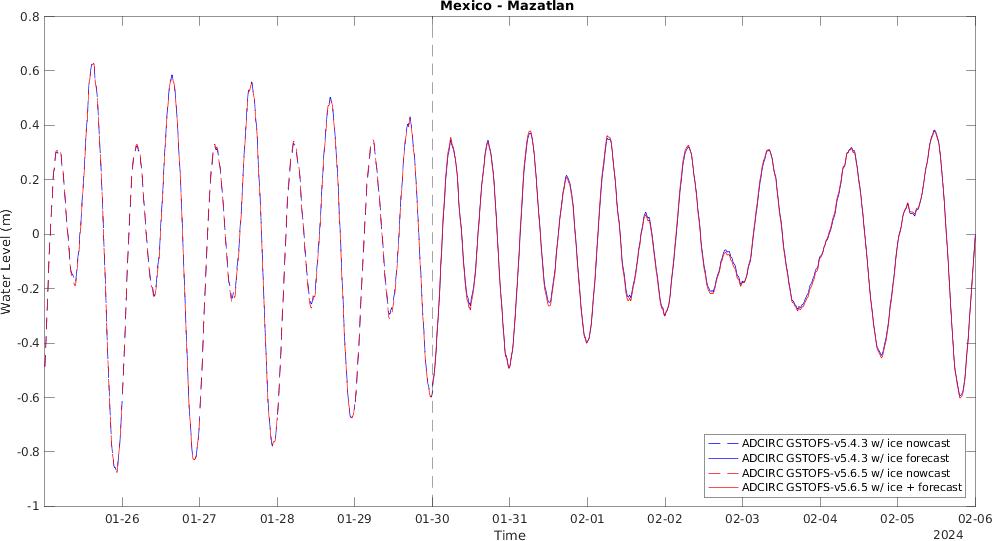 Mexico - Mazatlan
0.8
0.6
0.4
0.2
0
-0.2
-0.4
-0.6
-0.8
-1
Water Level (m)
01-26 01-27 01-28 01-29 01-30 01-31 02-01 02-02 02-03 02-04 02-05 02-06
Time
2024
ADCIRC GSTOFS-v5.4.3 w/ ice nowcast
ADCIRC GSTOFS-v5.4.3 w/ ice forecast
ADCIRC GSTOFS-v5.6.5 w/ ice nowcast
ADCIRC GSTOFS-v5.6.5 w/ ice + forecast